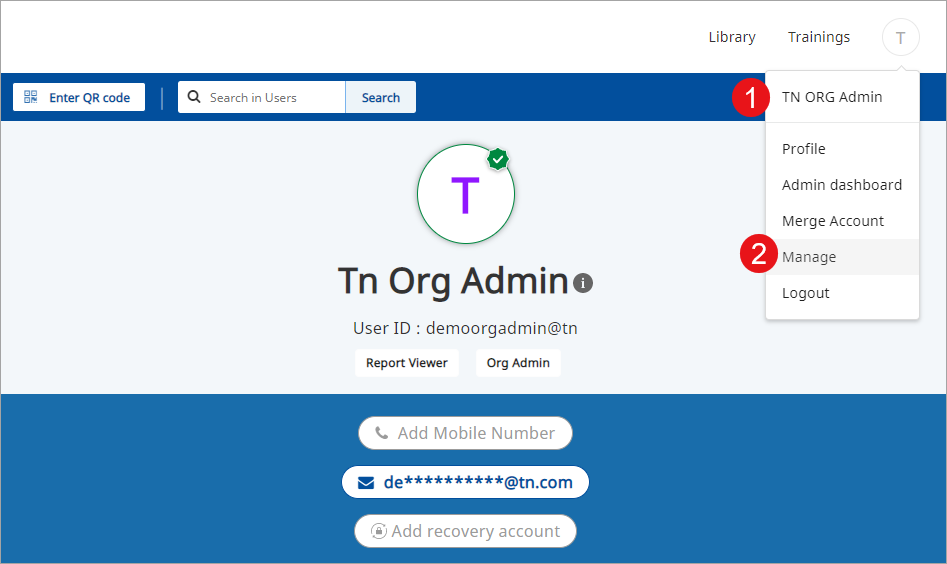 Library Trainings T
Enter QR code Search in Users Search
1 TN ORG Admin
Profile
Admin dashboard
Merge Account
2 Manage
Logout
T
Tn Org Admin i
User ID : demoorgadmin@tn
Report Viewer Org Admin
Add Mobile Number
de**********@tn.com
Add recovery account